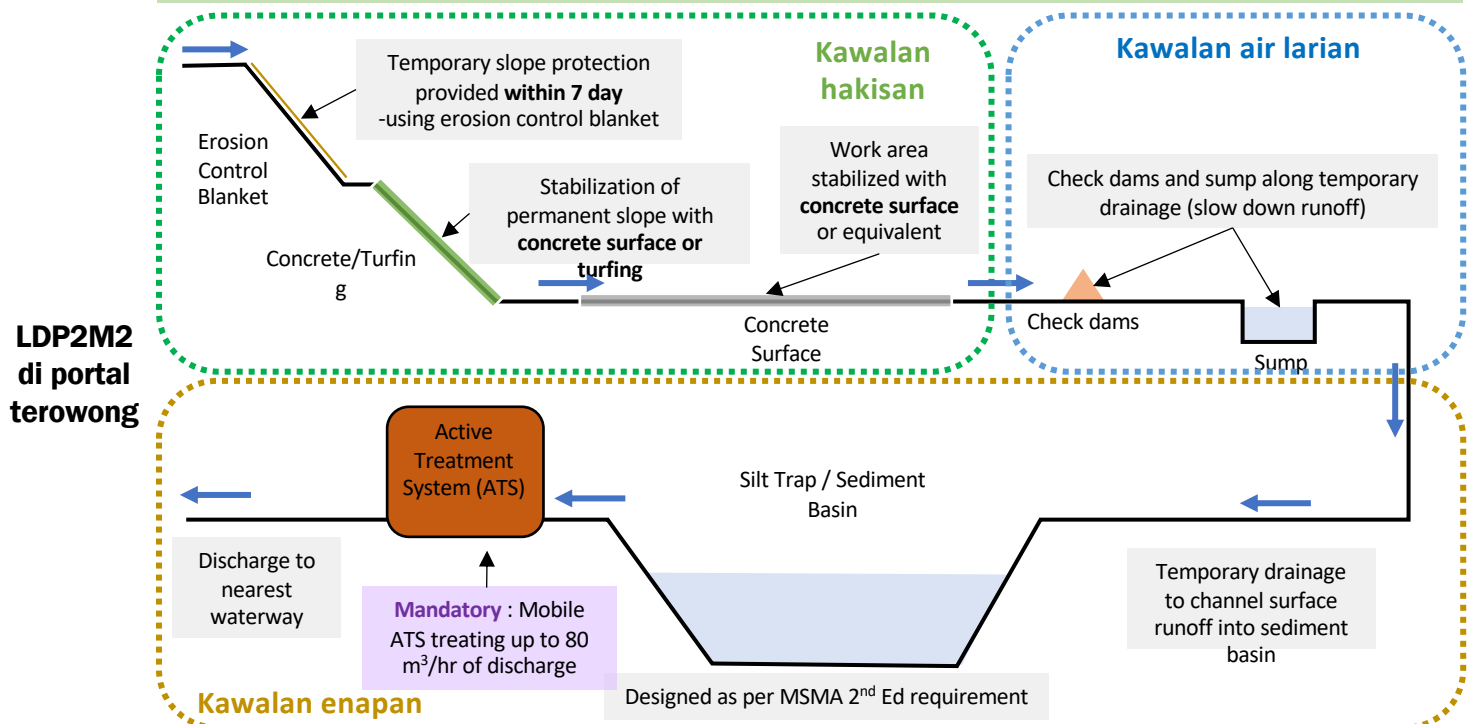 Kawalan
hakisan
Kawalan air larian
Temporary slope protection
provided within 7 day
-using erosion control blanket
Erosion
Control
Blanket
Work area
stabilized with
concrete surface
or equivalent
Stabilization of
permanent slope with
concrete surface or
turfing
Check dams and sump along temporary
drainage (slow down runoff)
Concrete/Turfin
g
Concrete
Surface
Check dams
Sump
LDP2M2
di portal
terowong
Active
Treatment
System (ATS)
Silt Trap / Sediment
Basin
Discharge to
nearest
waterway
Mandatory : Mobile
ATS treating up to 80
m³/hr of discharge
Temporary drainage
to channel surface
runoff into sediment
basin
Designed as per MSMA 2nd Ed requirement
Kawalan enapan